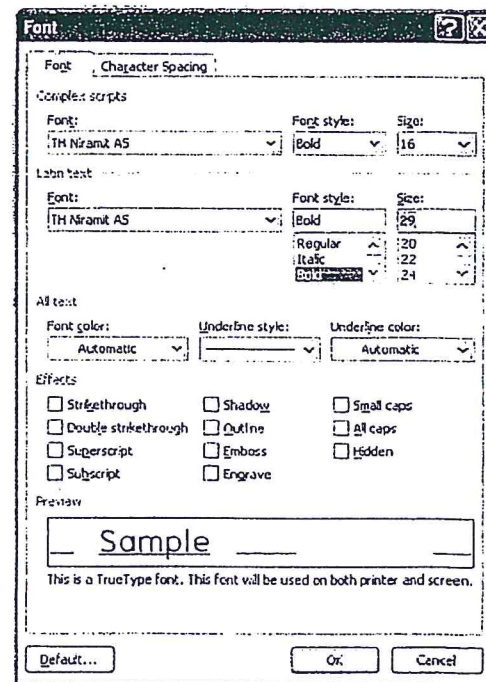 Font
Font Character Spacing
Complex scripts
Font: Font style: Size:
TH Niramit AS Bold 16
Latin text
Font: Font style: Size:
TH Niramit AS Bold 29
Regular 20
Italic 22
Bold 24
All text
Font color: Underline style: Underline color:
Automatic Automatic
Effects
Strikethrough Shadow Small caps
Double strikethrough Outline All caps
Superscript Emboss Hidden
Subscript Engrave
Preview
Sample
This is a TrueType font. This font will be used on both printer and screen.
Default... OK Cancel